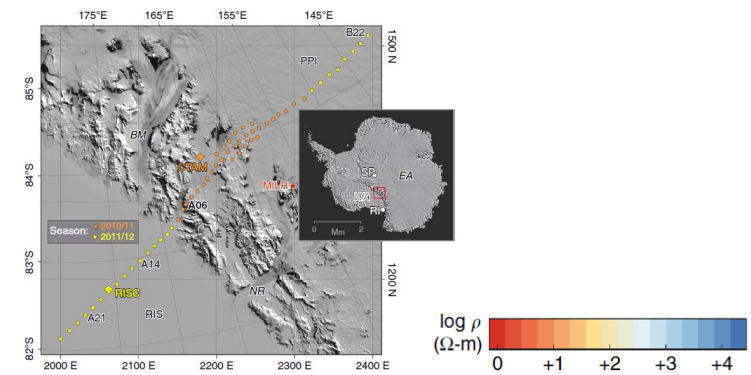 175°E 165°E 155°E 145°E
B22
1500 N
PPI
85°S
BM
CTAM
84°S
MILR
A06
SP
EA
RI
0 Mm 2
Season: 2010/11
2011/12
83°S
A14
RISC
NR
1200 N
A21
RIS
82°S
2000 E 2100 E 2200 E 2300 E 2400 E
log ρ
(Ω-m)
0 +1 +2 +3 +4